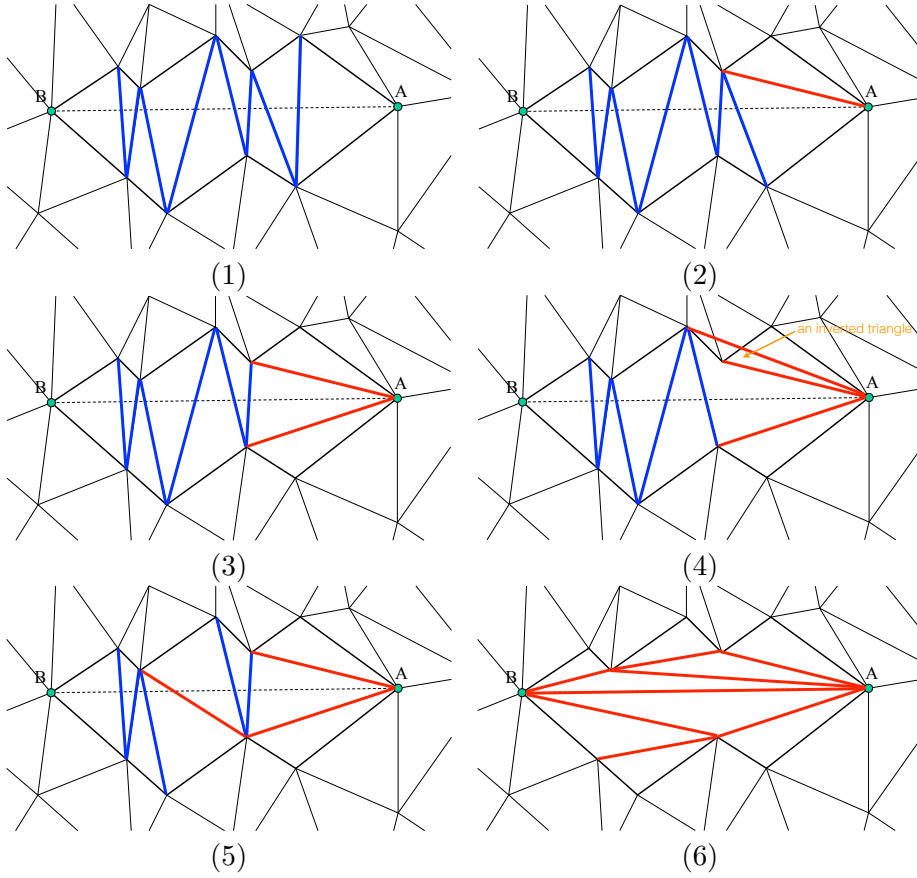 B A
B A
(1) (2)
an inverted triangle
B A
B A
(3) (4)
B A
B A
(5) (6)